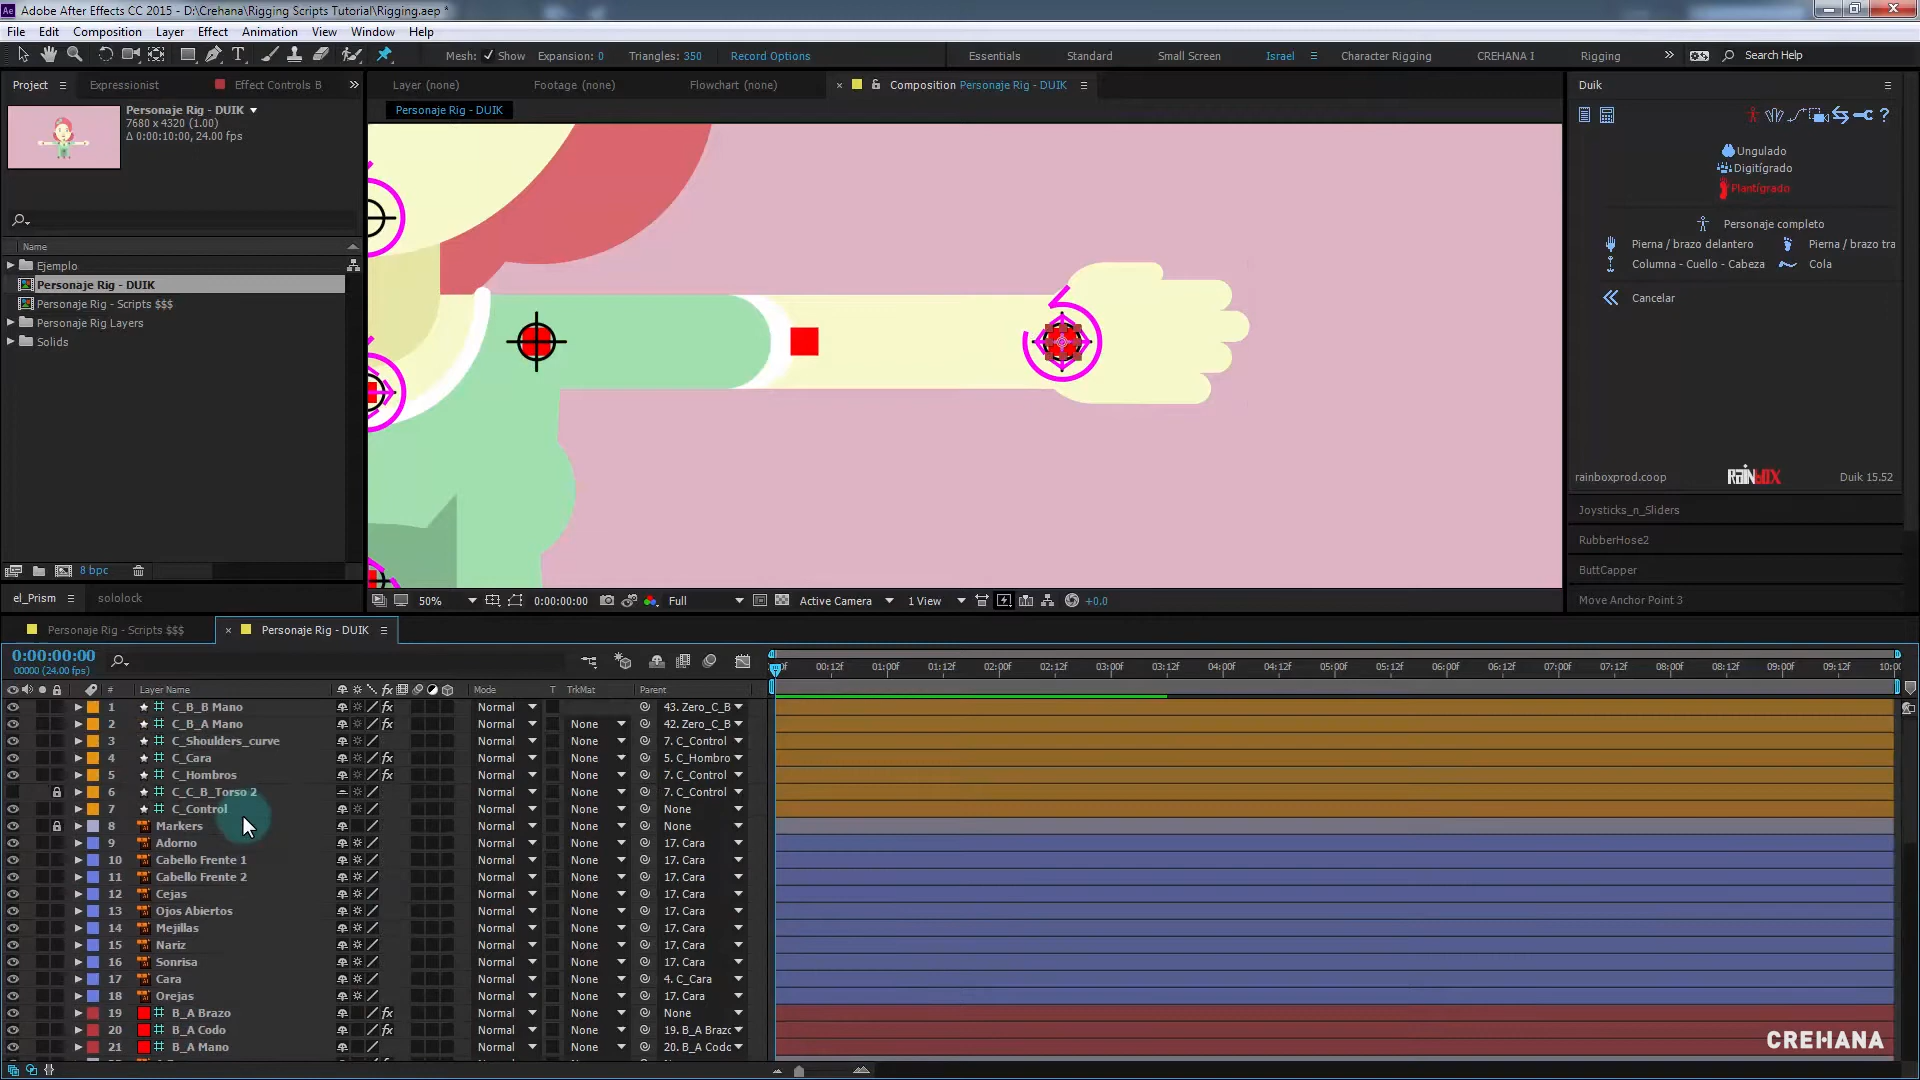 Adobe After Effects CC 2015 - D:\Crehana\Rigging Scripts Tutorial\Rigging.aep *
File Edit Composition Layer Effect Animation View Window Help
Mesh: Show Expansion: 0 Triangles: 350 Record Options Essentials Standard Small Screen Israel Character Rigging CREHANA I Rigging Search Help
Project Expressionist Effect Controls B Layer (none) Footage (none) Flowchart (none) Composition Personaje Rig - DUIK Duik
Personaje Rig - DUIK
7680 x 4320 (1.00)
Δ 0:00:10:00, 24.00 fps
Personaje Rig - DUIK
Ungulado
Digitígrado
Plantígrado
Personaje completo
Pierna / brazo delantero Pierna / brazo tra
Columna - Cuello - Cabeza Cola
Cancelar
rainboxprod.coop RAINBOX Duik 15.52
Joysticks_n_Sliders
RubberHose2
ButtCapper
Move Anchor Point 3
Name
Ejemplo
Personaje Rig - DUIK
Personaje Rig - Scripts $$$
Personaje Rig Layers
Solids
8 bpc
50% 0:00:00:00 Full Active Camera 1 View +0.0
el_Prism sololock
Personaje Rig - Scripts $$$ Personaje Rig - DUIK
0:00:00:00
00000 (24.00 fps)
00:12f 01:00f 01:12f 02:00f 02:12f 03:00f 03:12f 04:00f 04:12f 05:00f 05:12f 06:00f 06:12f 07:00f 07:12f 08:00f 08:12f 09:00f 09:12f 10:00
# Layer Name fx Mode T TrkMat Parent
1 C_B_B Mano fx Normal 43. Zero_C_B
2 C_B_A Mano fx Normal None 42. Zero_C_B
3 C_Shoulders_curve Normal None 7. C_Control
4 C_Cara fx Normal None 5. C_Hombro
5 C_Hombros fx Normal None 7. C_Control
6 C_C_B_Torso 2 Normal None 7. C_Control
7 C_Control Normal None None
8 Markers Normal None None
9 Adorno Normal None 17. Cara
10 Cabello Frente 1 Normal None 17. Cara
11 Cabello Frente 2 Normal None 17. Cara
12 Cejas Normal None 17. Cara
13 Ojos Abiertos Normal None 17. Cara
14 Mejillas Normal None 17. Cara
15 Nariz Normal None 17. Cara
16 Sonrisa Normal None 17. Cara
17 Cara Normal None 4. C_Cara
18 Orejas Normal None 17. Cara
19 B_A Brazo fx Normal None None
20 B_A Codo fx Normal None 19. B_A Brazo
21 B_A Mano Normal None 20. B_A Codo
CREHANA